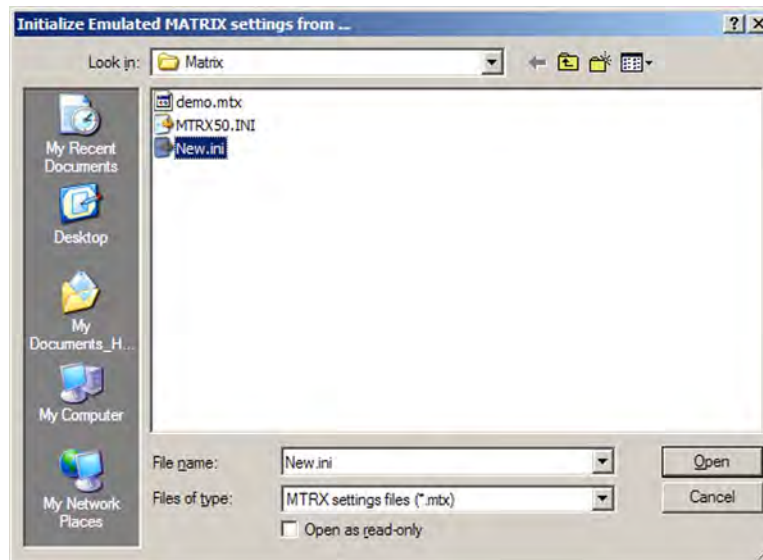 Initialize Emulated MATRIX settings from ...
Look in: Matrix
demo.mtx
MTRX50.INI
New.ini
My Recent
Documents
Desktop
My
Documents_H...
My Computer
My Network
Places
File name: New.ini Open
Files of type: MTRX settings files (*.mtx) Cancel
Open as read-only